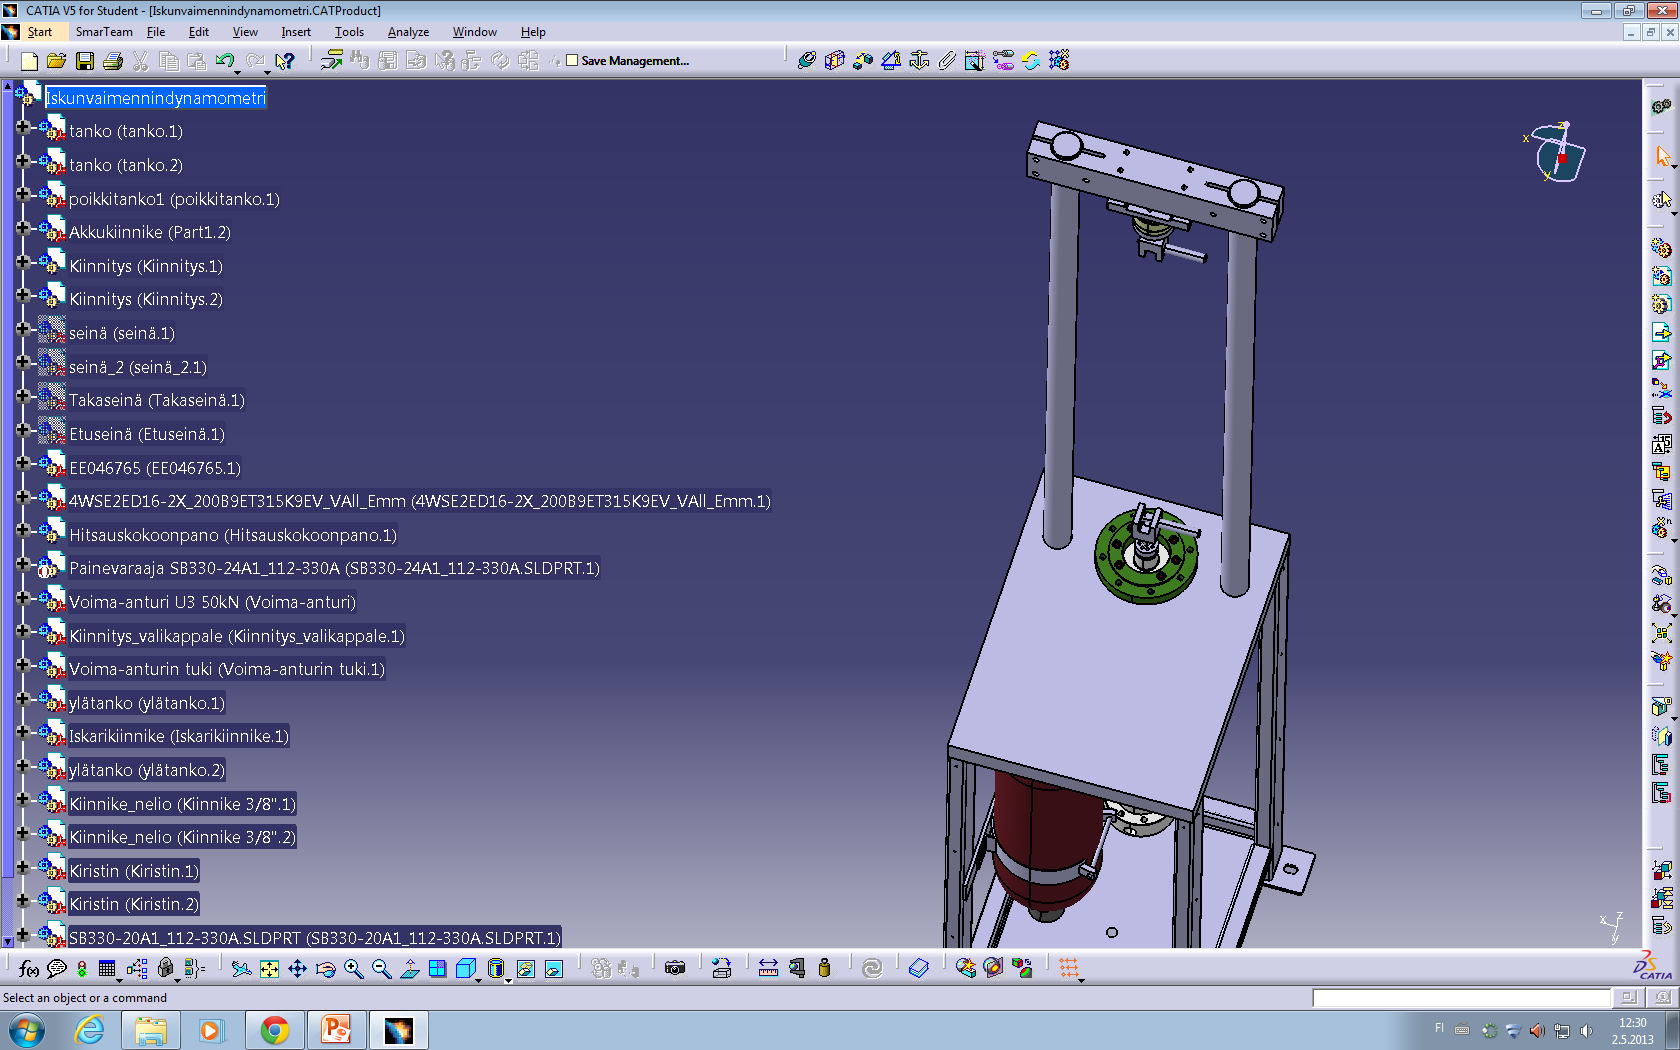 CATIA V5 for Student - [Iskunvaimennindynamometri.CATProduct]
Start SmarTeam File Edit View Insert Tools Analyze Window Help
Save Management...
Iskunvaimennindynamometri
tanko (tanko.1)
tanko (tanko.2)
poikkitanko1 (poikkitanko.1)
Akkukiinnike (Part1.2)
Kiinnitys (Kiinnitys.1)
Kiinnitys (Kiinnitys.2)
seinä (seinä.1)
seinä_2 (seinä_2.1)
Takaseinä (Takaseinä.1)
Etuseinä (Etuseinä.1)
EE046765 (EE046765.1)
4WSE2ED16-2X_200B9ET315K9EV_VAll_Emm (4WSE2ED16-2X_200B9ET315K9EV_VAll_Emm.1)
Hitsauskokoonpano (Hitsauskokoonpano.1)
Painevaraaja SB330-24A1_112-330A (SB330-24A1_112-330A.SLDPRT.1)
Voima-anturi U3 50kN (Voima-anturi)
Kiinnitys_valikappale (Kiinnitys_valikappale.1)
Voima-anturin tuki (Voima-anturin tuki.1)
ylätanko (ylätanko.1)
Iskarikiinnike (Iskarikiinnike.1)
ylätanko (ylätanko.2)
Kiinnike_nelio (Kiinnike 3/8".1)
Kiinnike_nelio (Kiinnike 3/8".2)
Kiristin (Kiristin.1)
Kiristin (Kiristin.2)
SB330-20A1_112-330A.SLDPRT (SB330-20A1_112-330A.SLDPRT.1)
x
y
z
x
z
y
f(x)
CATIA
Select an object or a command
FI
12:30
2.5.2013